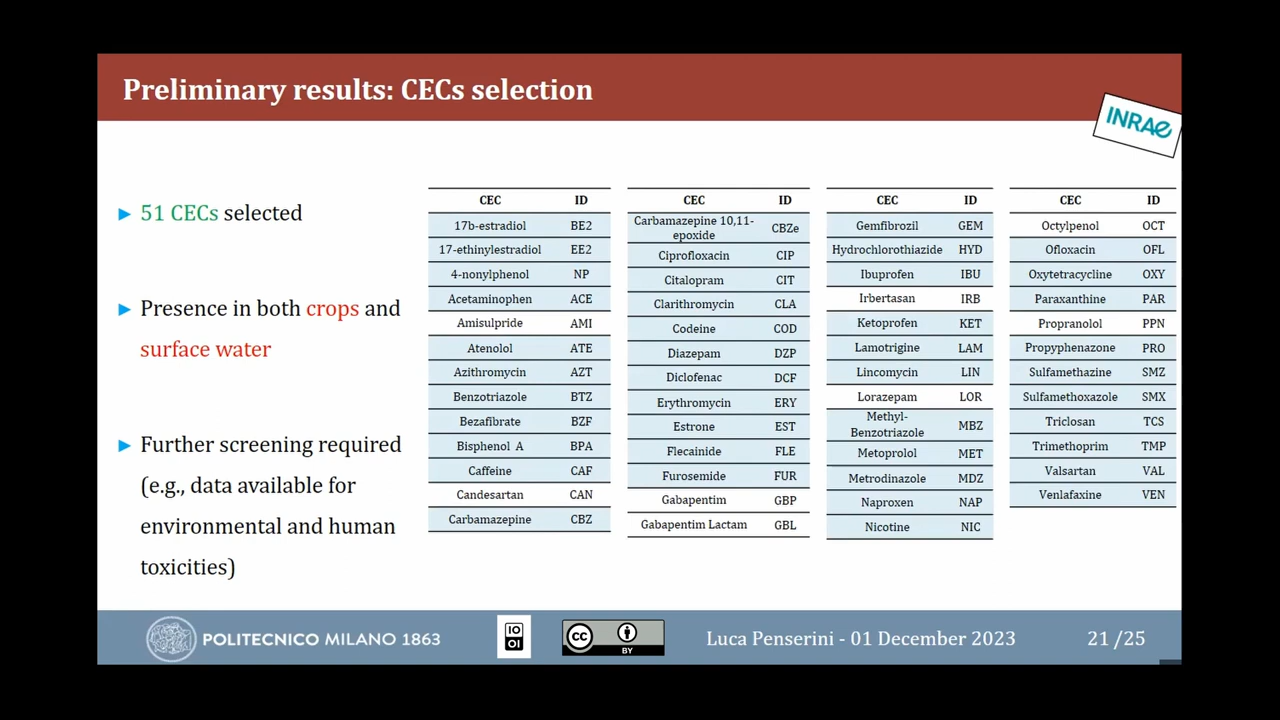 Preliminary results: CECs selection
INRAE
▶ 51 CECs selected
▶ Presence in both crops and
surface water
▶ Further screening required
(e.g., data available for
environmental and human
toxicities)
CEC ID
17b-estradiol BE2
17-ethinylestradiol EE2
4-nonylphenol NP
Acetaminophen ACE
Amisulpride AMI
Atenolol ATE
Azithromycin AZT
Benzotriazole BTZ
Bezafibrate BZF
Bisphenol A BPA
Caffeine CAF
Candesartan CAN
Carbamazepine CBZ
CEC ID
Carbamazepine 10,11-
epoxide CBZe
Ciprofloxacin CIP
Citalopram CIT
Clarithromycin CLA
Codeine COD
Diazepam DZP
Diclofenac DCF
Erythromycin ERY
Estrone EST
Flecainide FLE
Furosemide FUR
Gabapentim GBP
Gabapentim Lactam GBL
CEC ID
Gemfibrozil GEM
Hydrochlorothiazide HYD
Ibuprofen IBU
Irbertasan IRB
Ketoprofen KET
Lamotrigine LAM
Lincomycin LIN
Lorazepam LOR
Methyl-
Benzotriazole MBZ
Metoprolol MET
Metrodinazole MDZ
Naproxen NAP
Nicotine NIC
CEC ID
Octylpenol OCT
Ofloxacin OFL
Oxytetracycline OXY
Paraxanthine PAR
Propranolol PPN
Propyphenazone PRO
Sulfamethazine SMZ
Sulfamethoxazole SMX
Triclosan TCS
Trimethoprim TMP
Valsartan VAL
Venlafaxine VEN
POLITECNICO MILANO 1863
IO
OI
cc
BY
Luca Penserini - 01 December 2023
21 /25